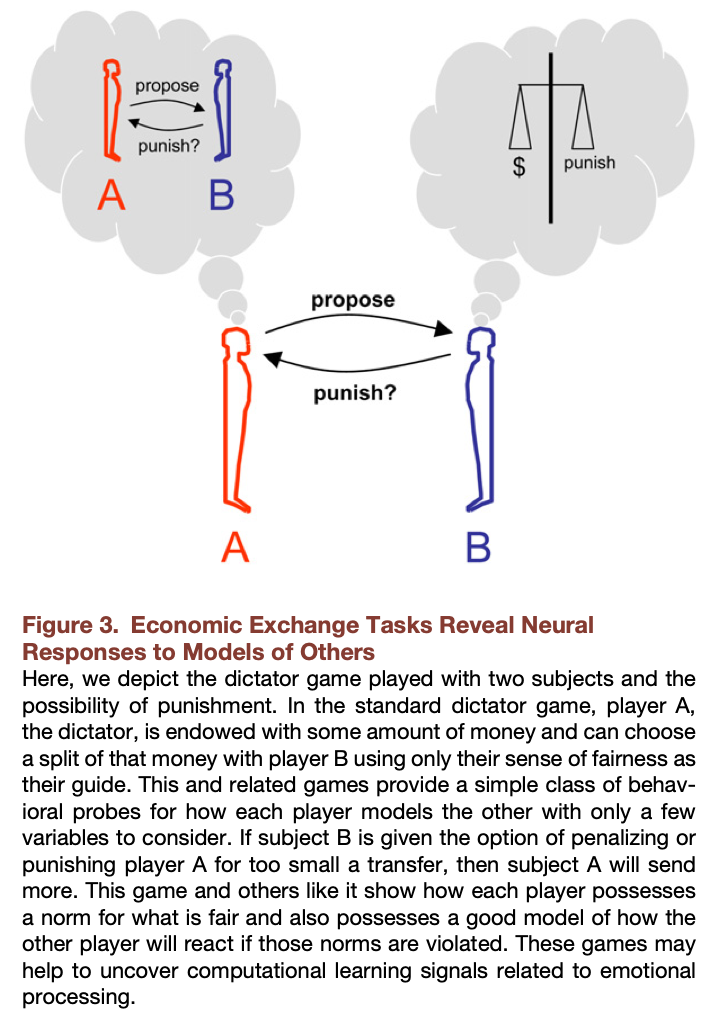 propose
punish?
A
B
$
punish
propose
punish?
A
B
Figure 3. Economic Exchange Tasks Reveal Neural
Responses to Models of Others
Here, we depict the dictator game played with two subjects and the
possibility of punishment. In the standard dictator game, player A,
the dictator, is endowed with some amount of money and can choose
a split of that money with player B using only their sense of fairness as
their guide. This and related games provide a simple class of behav-
ioral probes for how each player models the other with only a few
variables to consider. If subject B is given the option of penalizing or
punishing player A for too small a transfer, then subject A will send
more. This game and others like it show how each player possesses
a norm for what is fair and also possesses a good model of how the
other player will react if those norms are violated. These games may
help to uncover computational learning signals related to emotional
processing.